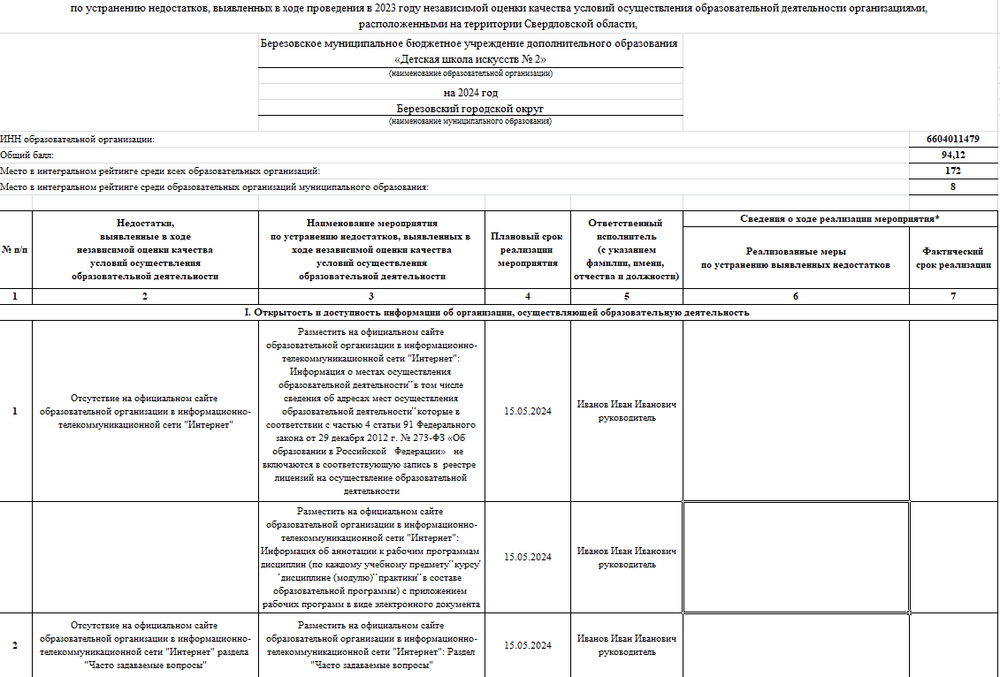 по устранению недостатков, выявленных в ходе проведения в 2023 году независимой оценки качества условий осуществления образовательной деятельности организациями,
расположенными на территории Свердловской области,
Березовское муниципальное бюджетное учреждение дополнительного образования
«Детская школа искусств № 2»
(наименование образовательной организации)
на 2024 год
Березовский городской округ
(наименование муниципального образования)
ИНН образовательной организации:
6604011479
Общий балл:
94,12
Место в интегральном рейтинге среди всех образовательных организаций:
172
Место в интегральном рейтинге среди образовательных организаций муниципального образования:
8
№ п/п
Недостатки,
выявленные в ходе
независимой оценки качества
условий осуществления
образовательной деятельности
Наименование мероприятия
по устранению недостатков, выявленных в
ходе независимой оценки качества
условий осуществления
образовательной деятельности
Плановый срок
реализации
мероприятия
Ответственный
исполнитель
(с указанием
фамилии, имени,
отчества и должности)
Сведения о ходе реализации мероприятия*
Реализованные меры
по устранению выявленных недостатков
Фактический
срок реализации
1
2
3
4
5
6
7
I. Открытость и доступность информации об организации, осуществляющей образовательную деятельность
1
Отсутствие на официальном сайте
образовательной организации в информационно-
телекоммуникационной сети "Интернет"
Разместить на официальном сайте
образовательной организации в информационно-
телекоммуникационной сети "Интернет":
Информация о местах осуществления
образовательной деятельности"в том числе
сведения об адресах мест осуществления
образовательной деятельности"которые в
соответствии с частью 4 статьи 91 Федерального
закона от 29 декабря 2012 г. № 273-ФЗ «Об
образовании в Российской Федерации» не
включаются в соответствующую запись в реестре
лицензий на осуществление образовательной
деятельности
15.05.2024
Иванов Иван Иванович
руководитель
Разместить на официальном сайте
образовательной организации в информационно-
телекоммуникационной сети "Интернет":
Информация об аннотации к рабочим программам
дисциплин (по каждому учебному предмету"курсу"
"дисциплине (модулю)"практики"в составе
образовательной программы) с приложением
рабочих программ в виде электронного документа
15.05.2024
Иванов Иван Иванович
руководитель
2
Отсутствие на официальном сайте
образовательной организации в информационно-
телекоммуникационной сети "Интернет" раздела
"Часто задаваемые вопросы"
Разместить на официальном сайте
образовательной организации в информационно-
телекоммуникационной сети "Интернет": Раздел
"Часто задаваемые вопросы"
15.05.2024
Иванов Иван Иванович
руководитель